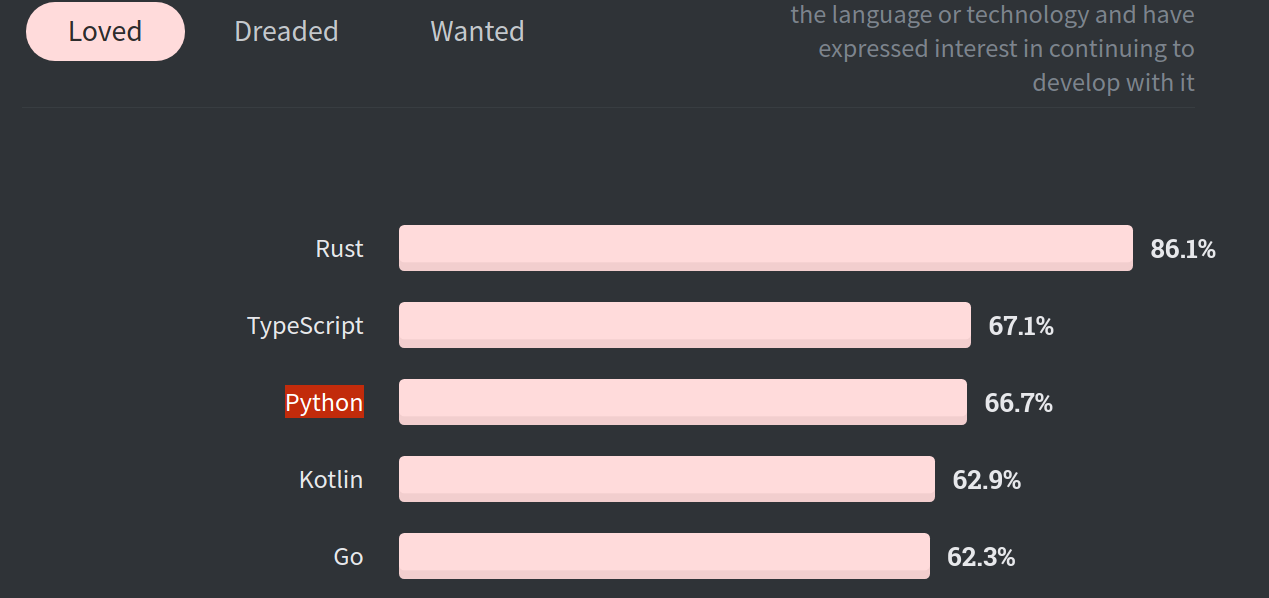 Loved Dreaded Wanted
the language or technology and have
expressed interest in continuing to
develop with it
Rust 86.1%
TypeScript 67.1%
Python 66.7%
Kotlin 62.9%
Go 62.3%